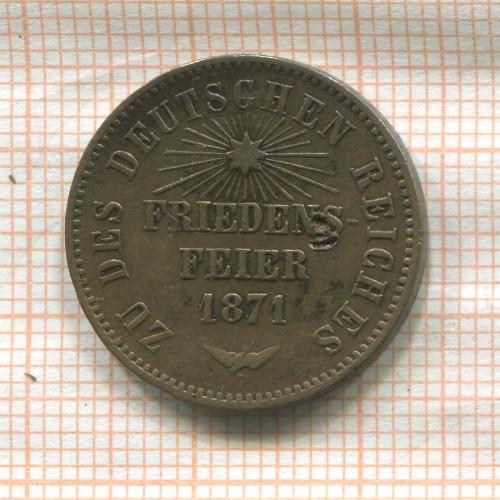 ZU DES DEUTSCHEN REICHES
FRIEDENS-
FEIER
1871